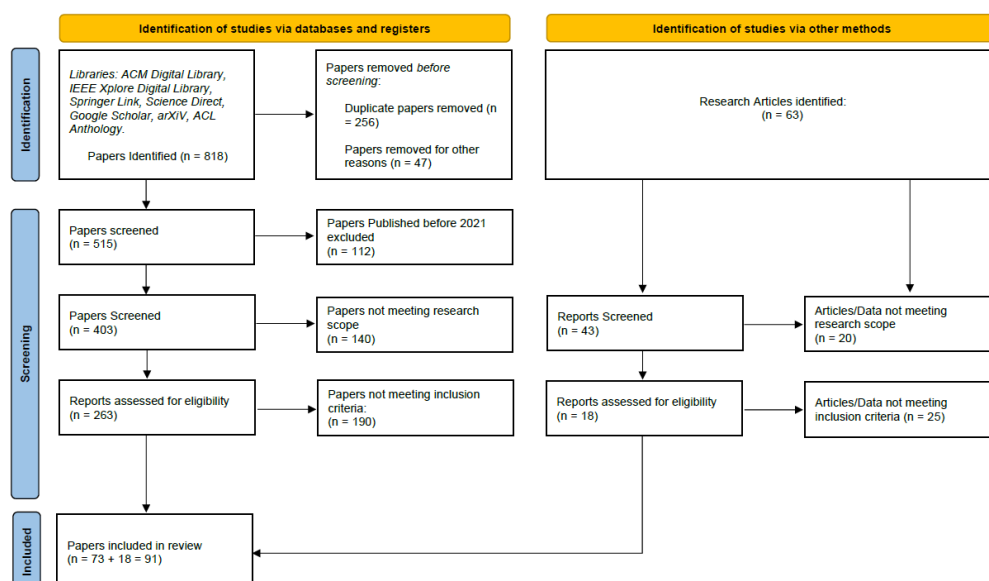 Identification of studies via databases and registers
Identification of studies via other methods
Identification
Libraries: ACM Digital Library,
IEEE Xplore Digital Library,
Springer Link, Science Direct,
Google Scholar, arXiV, ACL
Anthology.
Papers Identified (n = 818)
Papers removed before
screening:
Duplicate papers removed (n
= 256)
Papers removed for other
reasons (n = 47)
Research Articles identified:
(n = 63)
Screening
Papers screened
(n = 515)
Papers Published before 2021
excluded
(n = 112)
Papers Screened
(n = 403)
Papers not meeting research
scope
(n = 140)
Reports Screened
(n = 43)
Articles/Data not meeting
research scope
(n = 20)
Reports assessed for eligibility
(n = 263)
Papers not meeting inclusion
criteria:
(n = 190)
Reports assessed for eligibility
(n = 18)
Articles/Data not meeting
inclusion criteria (n = 25)
Included
Papers included in review
(n = 73 + 18 = 91)